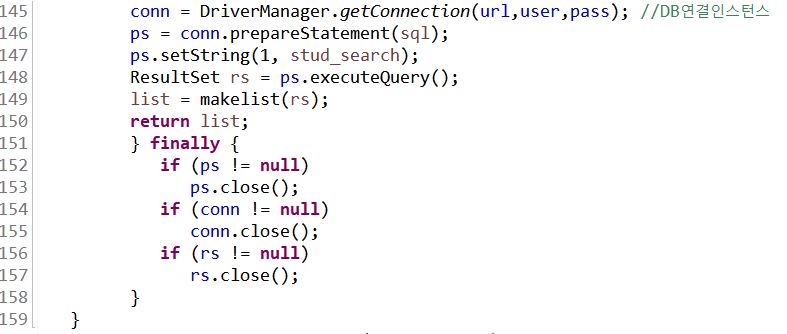 145 conn = DriverManager.getConnection(url,user,pass); //DB연결인스턴스
146 ps = conn.prepareStatement(sql);
147 ps.setString(1, stud_search);
148 ResultSet rs = ps.executeQuery();
149 list = makelist(rs);
150 return list;
151 } finally {
152 if (ps != null)
153 ps.close();
154 if (conn != null)
155 conn.close();
156 if (rs != null)
157 rs.close();
158 }
159 }